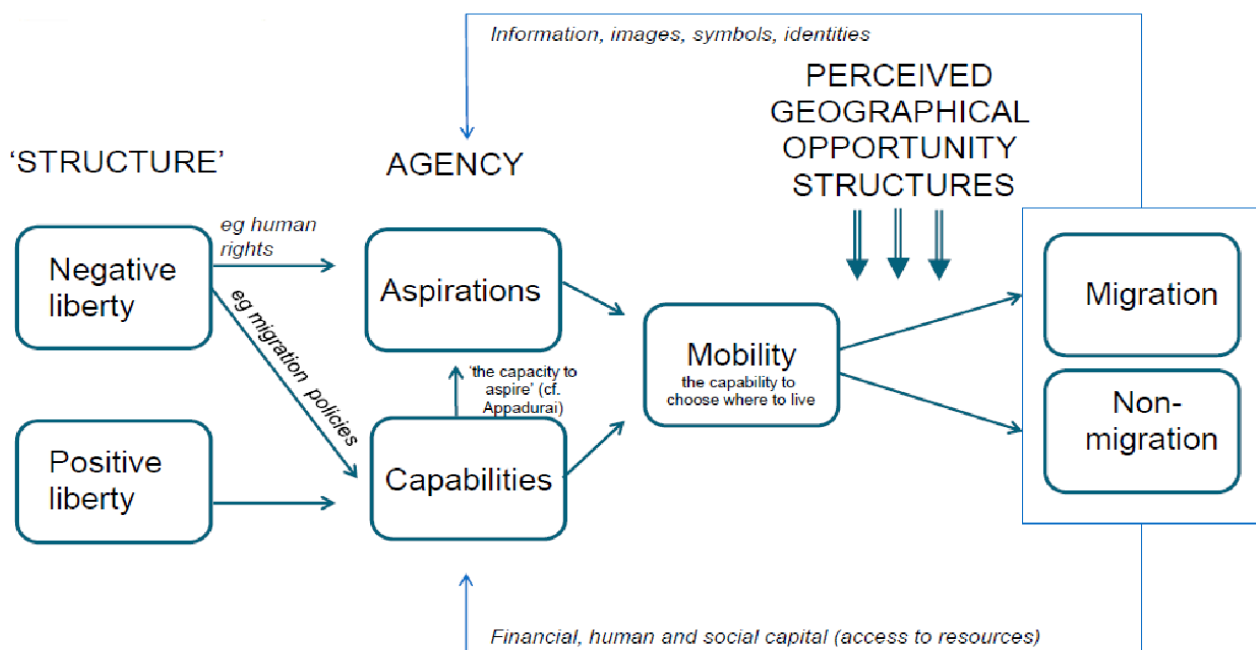 Information, images, symbols, identities
PERCEIVED
GEOGRAPHICAL
OPPORTUNITY
STRUCTURES
‘STRUCTURE’
AGENCY
eg human
rights
Negative
liberty
eg migration policies
Aspirations
Migration
Mobility
the capability to
choose where to live
‘the capacity to
aspire’ (cf.
Appadurai)
Non-
migration
Positive
liberty
Capabilities
Financial, human and social capital (access to resources)